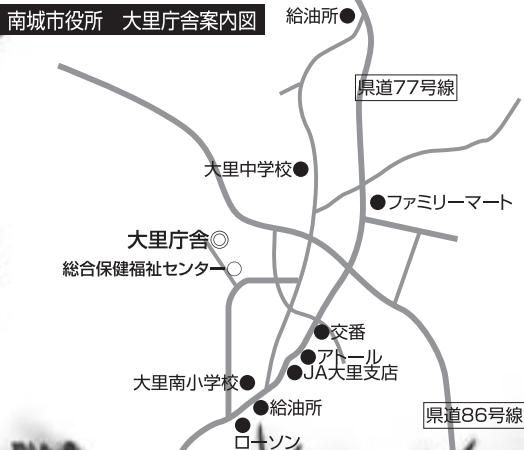 南城市役所　大里庁舎案内図
給油所
県道77号線
大里中学校
ファミリーマート
大里庁舎
総合保健福祉センター
交番
アトール
JA大里支店
大里南小学校
給油所
県道86号線
ローソン